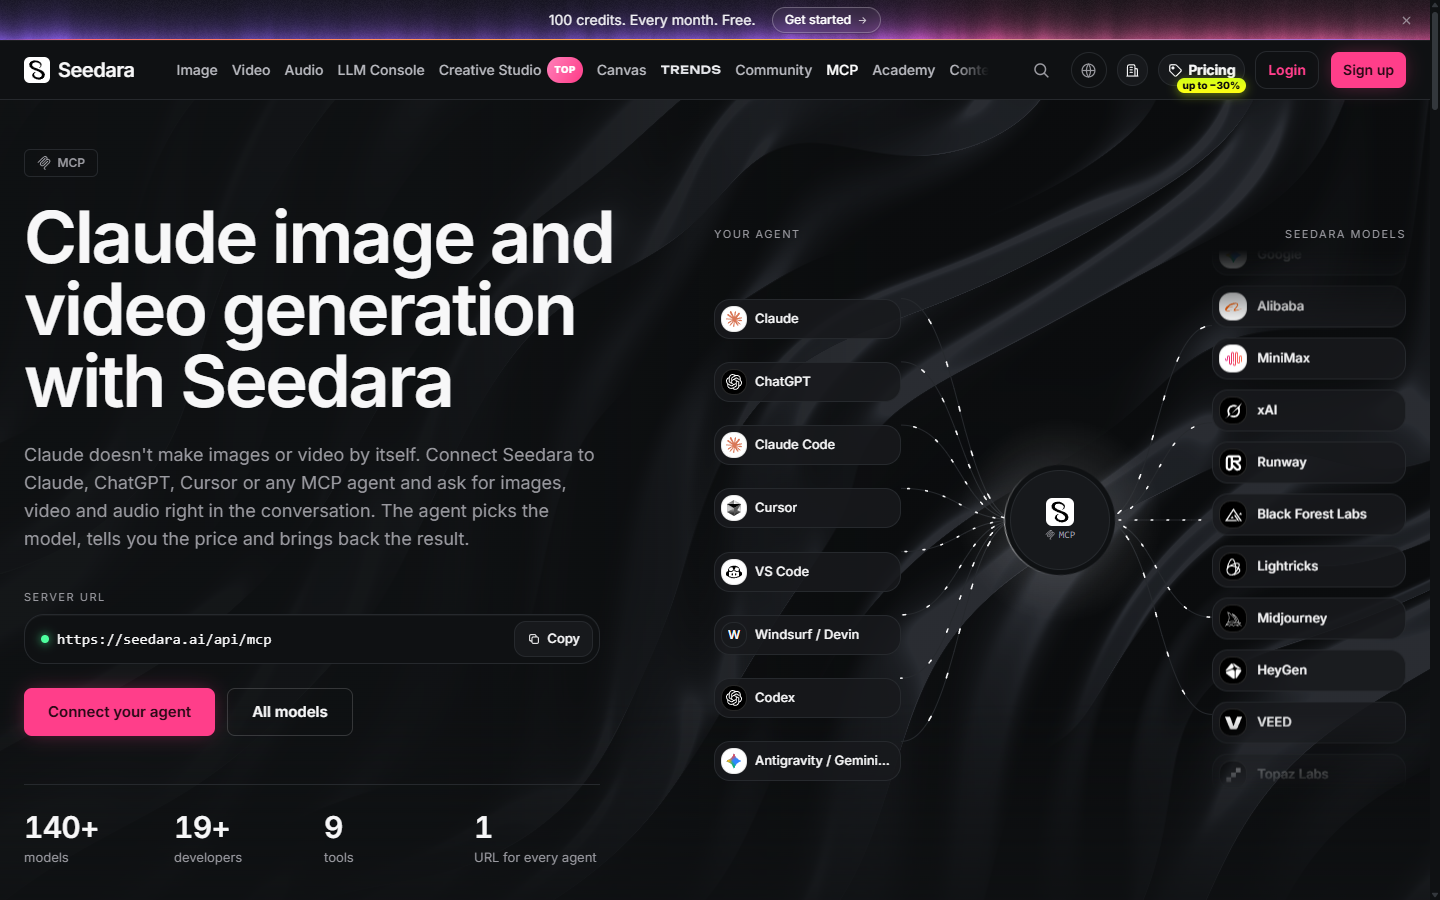 100 credits. Every month. Free. Get started →
Seedara
Image Video Audio LLM Console Creative Studio TOP Canvas TRENDS Community MCP Academy Conte
Pricing
up to −30%
Login
Sign up
MCP
Claude image and
video generation
with Seedara
Claude doesn't make images or video by itself. Connect Seedara to
Claude, ChatGPT, Cursor or any MCP agent and ask for images,
video and audio right in the conversation. The agent picks the
model, tells you the price and brings back the result.
SERVER URL
https://seedara.ai/api/mcp
Copy
Connect your agent
All models
140+
models
19+
developers
9
tools
1
URL for every agent
YOUR AGENT
Claude
ChatGPT
Claude Code
Cursor
VS Code
W Windsurf / Devin
Codex
Antigravity / Gemini...
MCP
SEEDARA MODELS
Google
Alibaba
MiniMax
xAI
Runway
Black Forest Labs
Lightricks
Midjourney
HeyGen
VEED
Topaz Labs